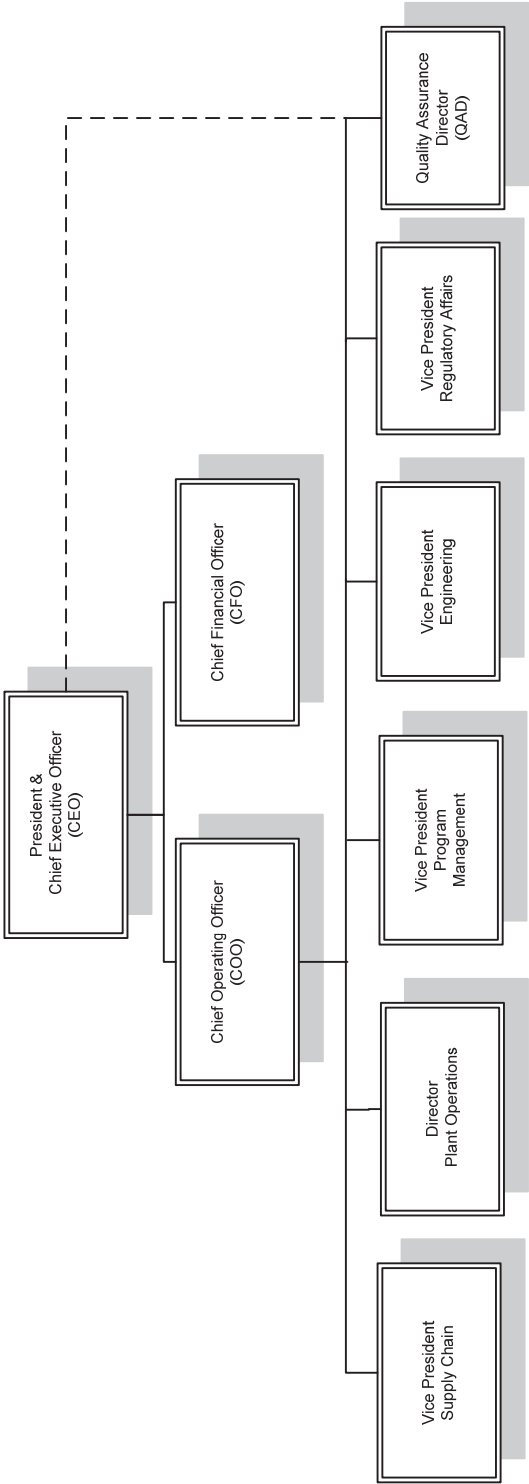 President &
Chief Executive Officer
(CEO)
Chief Operating Officer
(COO)
Chief Financial Officer
(CFO)
Vice President
Supply Chain
Director
Plant Operations
Vice President
Program
Management
Vice President
Engineering
Vice President
Regulatory Affairs
Quality Assurance
Director
(QAD)